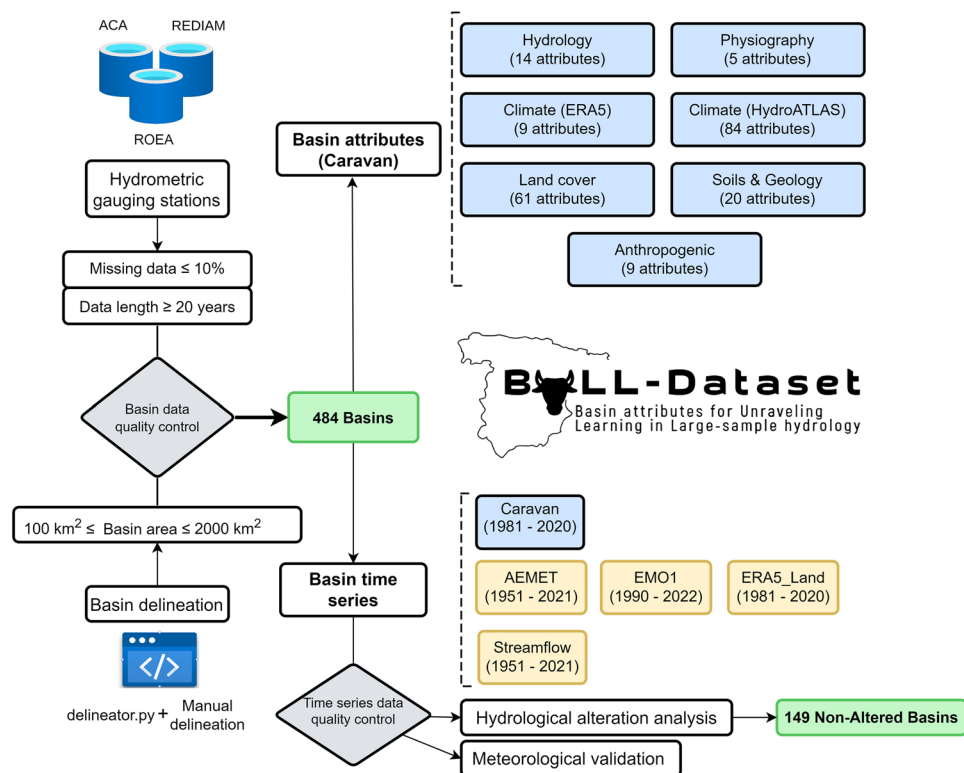 ACA
REDIAM
ROEA
Hydrometric
gauging stations
Missing data ≤ 10%
Data length ≥ 20 years
Basin data
quality control
484 Basins
100 km² ≤ Basin area ≤ 2000 km²
Basin delineation
</>
delineator.py + Manual
delineation
Basin attributes
(Caravan)
Hydrology
(14 attributes)
Physiography
(5 attributes)
Climate (ERA5)
(9 attributes)
Climate (HydroATLAS)
(84 attributes)
Land cover
(61 attributes)
Soils & Geology
(20 attributes)
Anthropogenic
(9 attributes)
BULL-Dataset
Basin attributes for Unraveling
Learning in Large-sample hydrology
Basin time
series
Caravan
(1981 - 2020)
AEMET
(1951 - 2021)
EMO1
(1990 - 2022)
ERA5_Land
(1981 - 2020)
Streamflow
(1951 - 2021)
Time series data
quality control
Hydrological alteration analysis
149 Non-Altered Basins
Meteorological validation